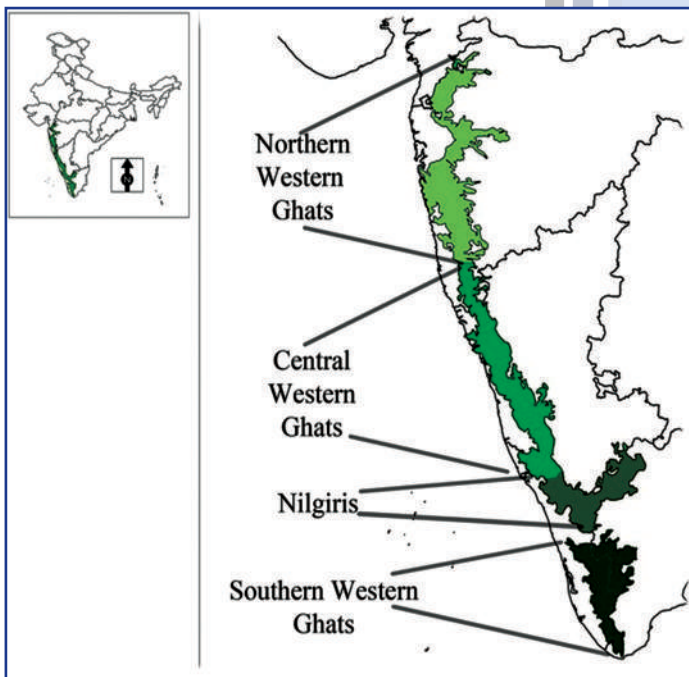 Northern
Western
Ghats
Central
Western
Ghats
Nilgiris
Southern Western
Ghats